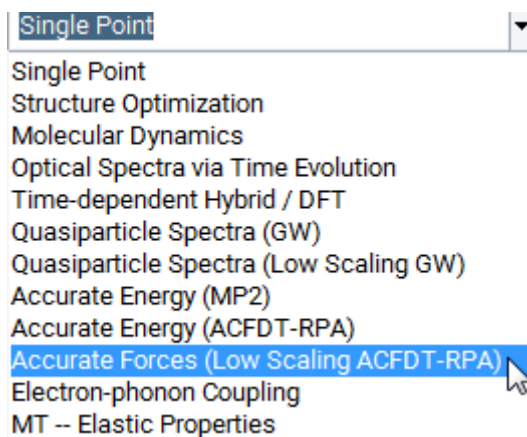 Single Point
Single Point
Structure Optimization
Molecular Dynamics
Optical Spectra via Time Evolution
Time-dependent Hybrid / DFT
Quasiparticle Spectra (GW)
Quasiparticle Spectra (Low Scaling GW)
Accurate Energy (MP2)
Accurate Energy (ACFDT-RPA)
Accurate Forces (Low Scaling ACFDT-RPA)
Electron-phonon Coupling
MT -- Elastic Properties